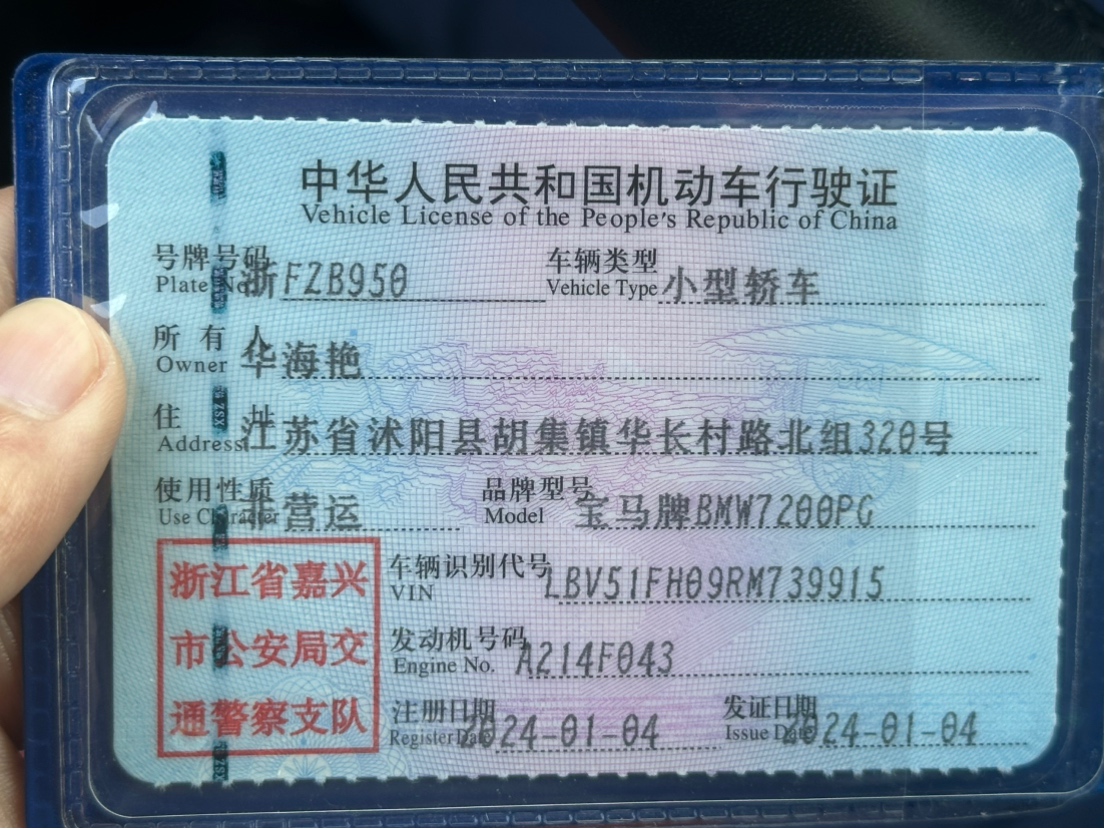 中华人民共和国机动车行驶证
Vehicle License of the People's Republic of China
号牌号码 浙FZB950 车辆类型 小型轿车
Plate No. Vehicle Type
所有人 华海艳
Owner
住址 江苏省沭阳县胡集镇华长村路北组320号
Address
使用性质 非营运 品牌型号 宝马牌BMW7200PG
Use Character Model
浙江省嘉兴
市公安局交
通警察支队
车辆识别代号 LBV51FH09RM739915
VIN
发动机号码 A214F043
Engine No.
注册日期 2024-01-04 发证日期 2024-01-04
Register Date Issue Date